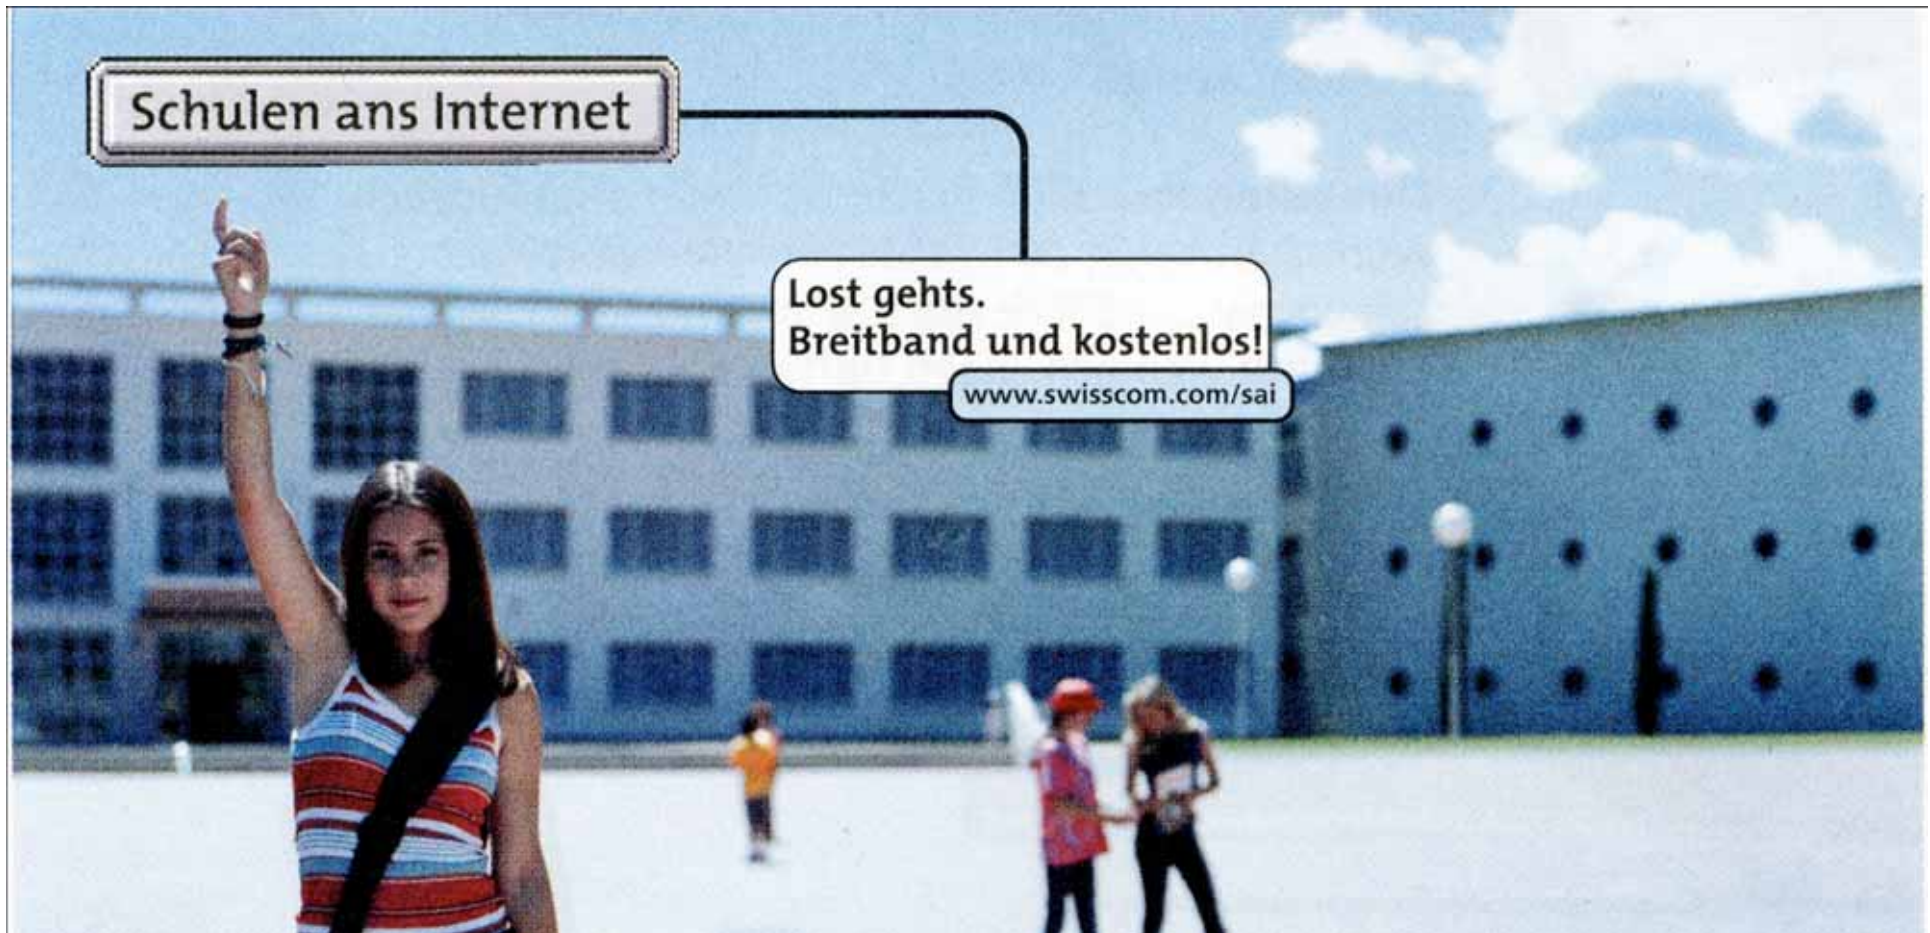 Schulen ans Internet
Lost gehts.
Breitband und kostenlos!
www.swisscom.com/sai